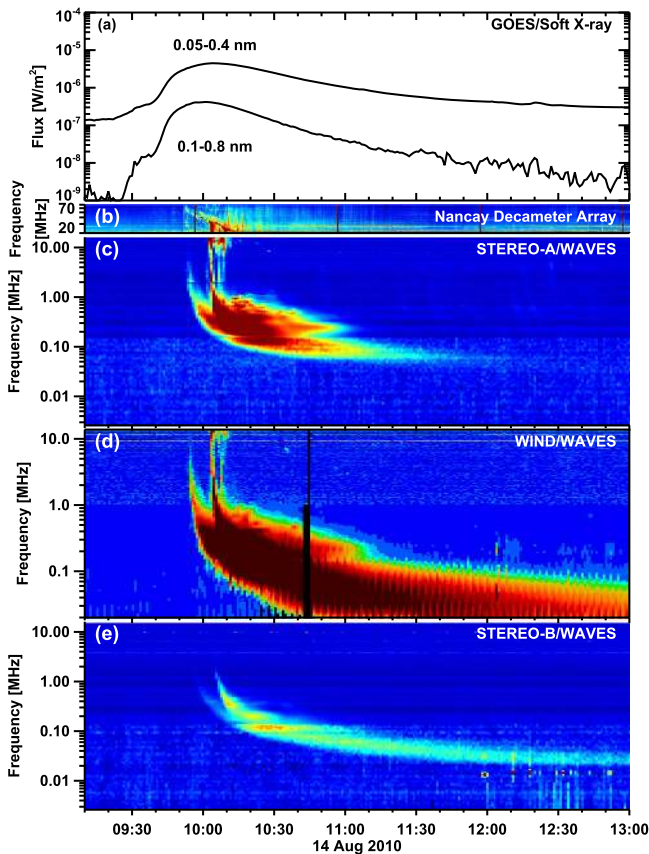 (a)
GOES/Soft X-ray
10^-4
10^-5
10^-6
10^-7
10^-8
10^-9
Flux [W/m^2]
0.05-0.4 nm
0.1-0.8 nm
(b)
Nancay Decameter Array
70
20
Frequency
[MHz]
(c)
STEREO-A/WAVES
10.00
1.00
0.10
0.01
Frequency [MHz]
(d)
WIND/WAVES
10.0
1.0
0.1
Frequency [MHz]
(e)
STEREO-B/WAVES
1.00
0.10
0.01
Frequency [MHz]
09:30 10:00 10:30 11:00 11:30 12:00 12:30 13:00
14 Aug 2010